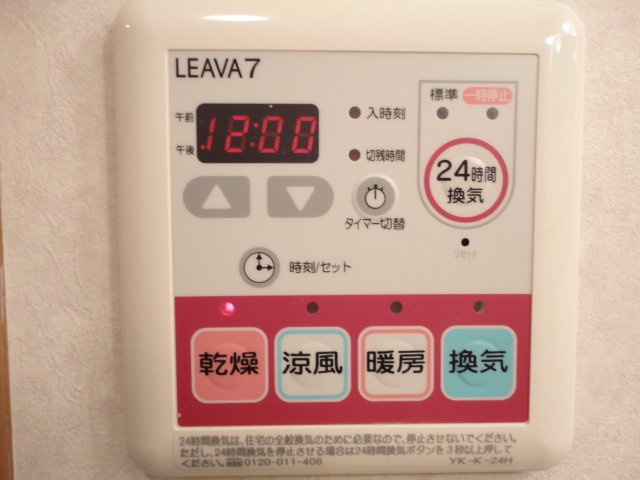 LEAVA7
午前
12:00
午後
入時刻
切残時間
標準 一時停止
24時間
換気
タイマー切替
リセット
時刻/セット
乾燥 涼風 暖房 換気
24時間換気は、住宅の全般換気のために必要なので、停止させないでください。
ただし、24時間換気を停止させる場合は24時間換気ボタンを3秒以上押して
ください。 0120-011-408 YK-K-24H